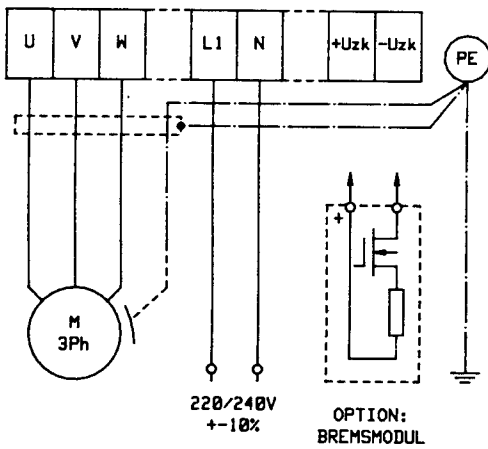 U V W L1 N +Uzk -Uzk
PE
+
M
3Ph
220/240V
+-10%
OPTION:
BREMSMODUL